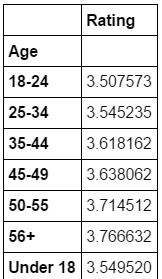 Rating
Age
18-24 3.507573
25-34 3.545235
35-44 3.618162
45-49 3.638062
50-55 3.714512
56+ 3.766632
Under 18 3.549520